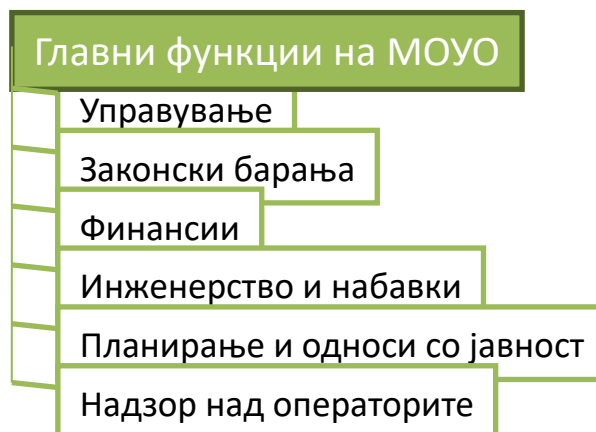 Главни функции на МОУО
Управување
Законски барања
Финансии
Инженерство и набавки
Планирање и односи со јавност
Надзор над операторите